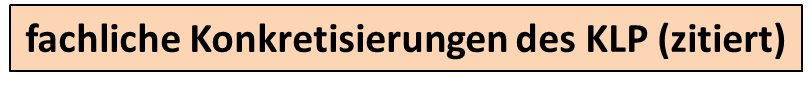 fachliche Konkretisierungen des KLP (zitiert)